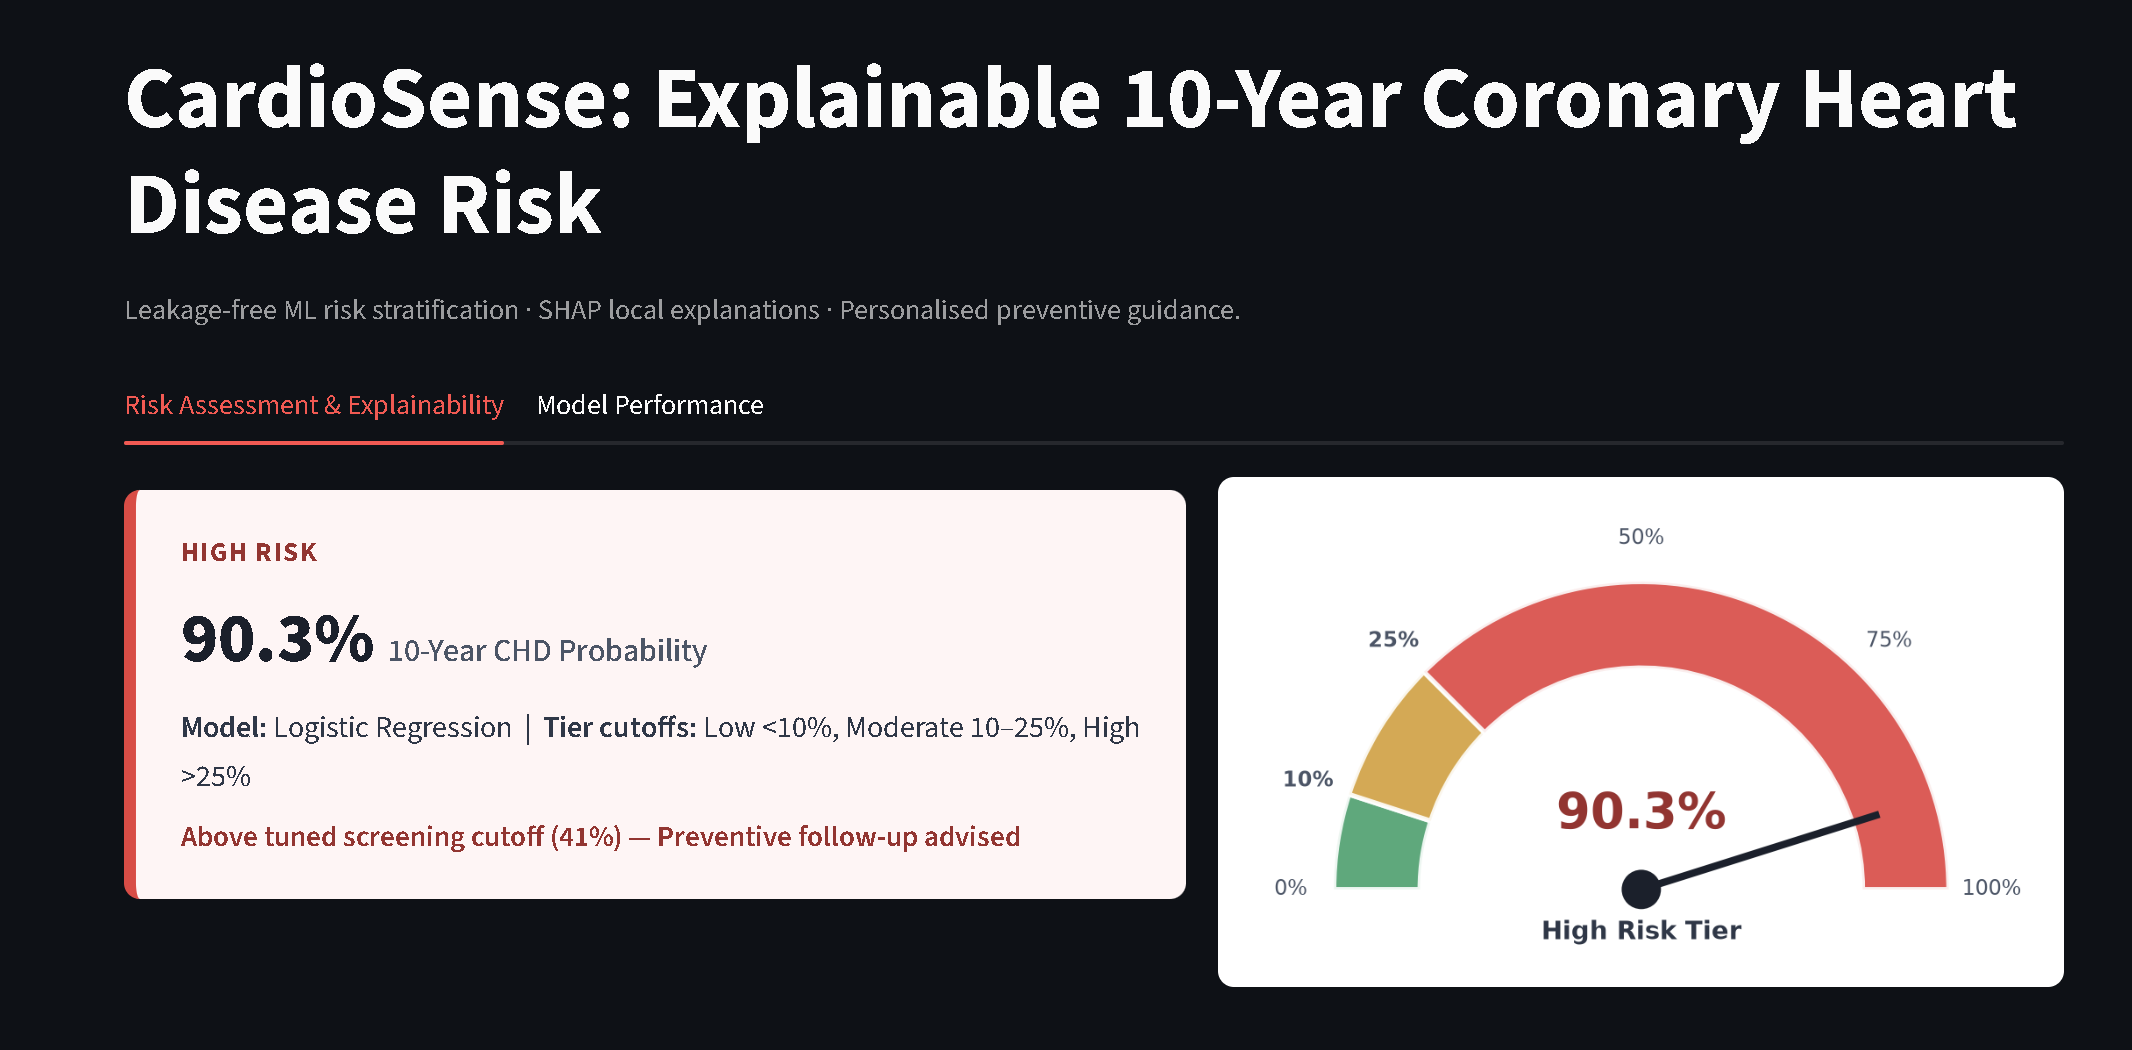 CardioSense: Explainable 10-Year Coronary Heart
Disease Risk
Leakage-free ML risk stratification · SHAP local explanations · Personalised preventive guidance.
Risk Assessment & Explainability
Model Performance
HIGH RISK
90.3% 10-Year CHD Probability
Model: Logistic Regression | Tier cutoffs: Low <10%, Moderate 10–25%, High
>25%
Above tuned screening cutoff (41%) — Preventive follow-up advised
50%
25%
75%
10%
90.3%
0%
100%
High Risk Tier